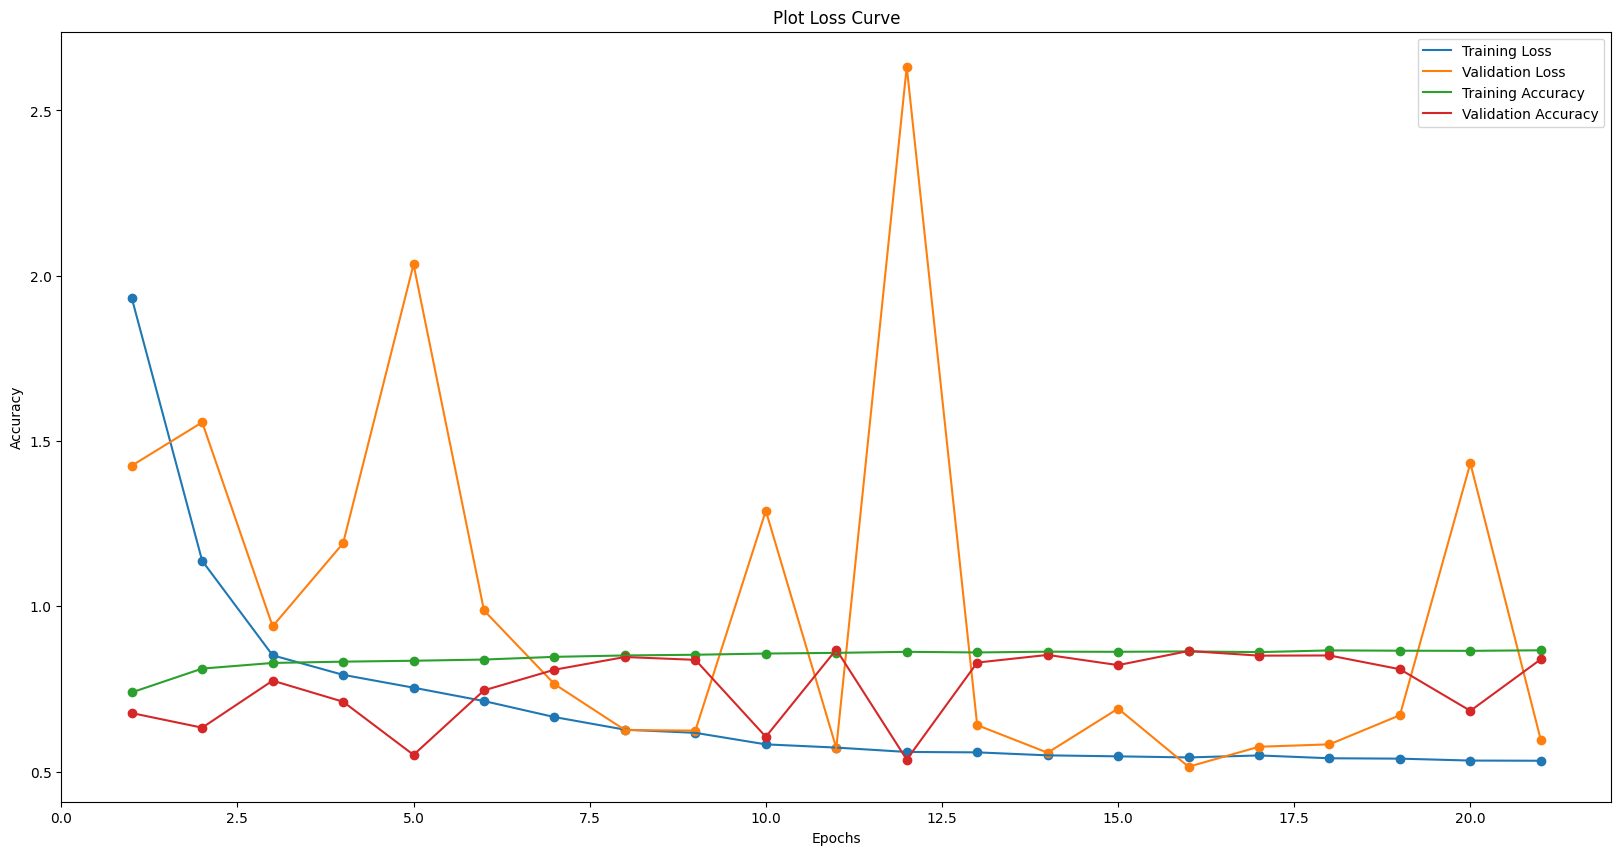 Plot Loss Curve
Training Loss
Validation Loss
Training Accuracy
Validation Accuracy
2.5
2.0
1.5
1.0
0.5
Accuracy
0.0 2.5 5.0 7.5 10.0 12.5 15.0 17.5 20.0
Epochs